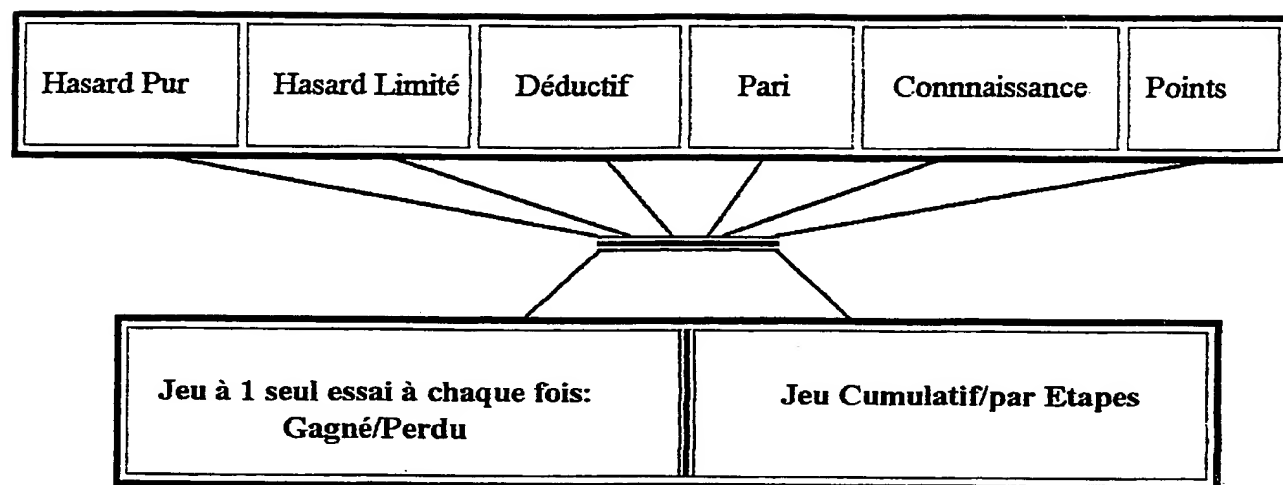 Hasard Pur
Hasard Limité
Déductif
Pari
Connnaissance
Points
Jeu à 1 seul essai à chaque fois:
Gagné/Perdu
Jeu Cumulatif/par Etapes